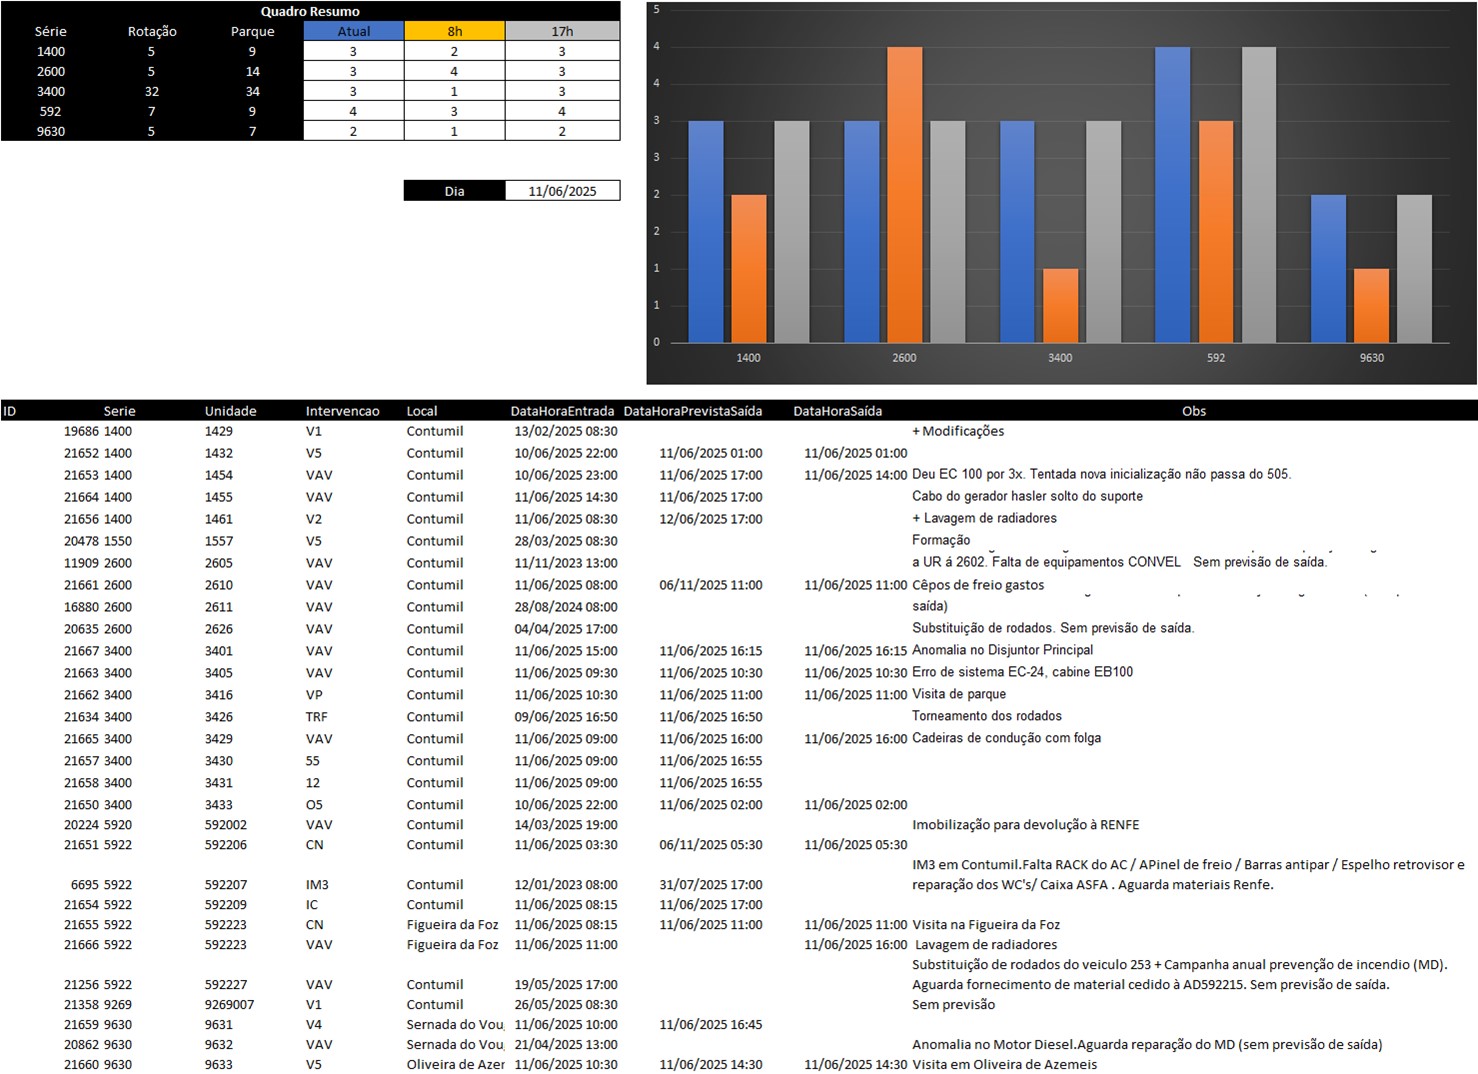 Quadro Resumo
Série Rotação Parque Atual 8h 17h
1400 5 9 3 2 3
2600 5 14 3 4 3
3400 32 34 3 1 3
592 7 9 4 3 4
9630 5 7 2 1 2
Dia 11/06/2025
5
4
4
3
3
2
2
1
1
0
1400 2600 3400 592 9630
ID Serie Unidade Intervencao Local DataHoraEntrada DataHoraPrevistaSaída DataHoraSaída Obs
19686 1400 1429 V1 Contumil 13/02/2025 08:30 + Modificações
21652 1400 1432 V5 Contumil 10/06/2025 22:00 11/06/2025 01:00 11/06/2025 01:00
21653 1400 1454 VAV Contumil 10/06/2025 23:00 11/06/2025 17:00 11/06/2025 14:00 Deu EC 100 por 3x. Tentada nova inicialização não passa do 505.
21664 1400 1455 VAV Contumil 11/06/2025 14:30 11/06/2025 17:00 Cabo do gerador hasler solto do suporte
21656 1400 1461 V2 Contumil 11/06/2025 08:30 12/06/2025 17:00 + Lavagem de radiadores
20478 1550 1557 V5 Contumil 28/03/2025 08:30 Formação
11909 2600 2605 VAV Contumil 11/11/2023 13:00 a UR á 2602. Falta de equipamentos CONVEL Sem previsão de saída.
21661 2600 2610 VAV Contumil 11/06/2025 08:00 06/11/2025 11:00 11/06/2025 11:00 Cêpos de freio gastos
16880 2600 2611 VAV Contumil 28/08/2024 08:00 saída)
20635 2600 2626 VAV Contumil 04/04/2025 17:00 Substituição de rodados. Sem previsão de saída.
21667 3400 3401 VAV Contumil 11/06/2025 15:00 11/06/2025 16:15 11/06/2025 16:15 Anomalia no Disjuntor Principal
21663 3400 3405 VAV Contumil 11/06/2025 09:30 11/06/2025 10:30 11/06/2025 10:30 Erro de sistema EC-24, cabine EB100
21662 3400 3416 VP Contumil 11/06/2025 10:30 11/06/2025 11:00 11/06/2025 11:00 Visita de parque
21634 3400 3426 TRF Contumil 09/06/2025 16:50 11/06/2025 16:50 Torneamento dos rodados
21665 3400 3429 VAV Contumil 11/06/2025 09:00 11/06/2025 16:00 11/06/2025 16:00 Cadeiras de condução com folga
21657 3400 3430 55 Contumil 11/06/2025 09:00 11/06/2025 16:55
21658 3400 3431 12 Contumil 11/06/2025 09:00 11/06/2025 16:55
21650 3400 3433 O5 Contumil 10/06/2025 22:00 11/06/2025 02:00 11/06/2025 02:00
20224 5920 592002 VAV Contumil 14/03/2025 19:00 Imobilização para devolução à RENFE
21651 5922 592206 CN Contumil 11/06/2025 03:30 06/11/2025 05:30 11/06/2025 05:30
IM3 em Contumil.Falta RACK do AC / APinel de freio / Barras antipar / Espelho retrovisor e
6695 5922 592207 IM3 Contumil 12/01/2023 08:00 31/07/2025 17:00 reparação dos WC's/ Caixa ASFA . Aguarda materiais Renfe.
21654 5922 592209 IC Contumil 11/06/2025 08:15 11/06/2025 17:00
21655 5922 592223 CN Figueira da Foz 11/06/2025 08:15 11/06/2025 11:00 11/06/2025 11:00 Visita na Figueira da Foz
21666 5922 592223 VAV Figueira da Foz 11/06/2025 11:00 11/06/2025 16:00 Lavagem de radiadores
Substituição de rodados do veiculo 253 + Campanha anual prevenção de incendio (MD).
21256 5922 592227 VAV Contumil 19/05/2025 17:00 Aguarda fornecimento de material cedido à AD592215. Sem previsão de saída.
21358 9269 9269007 V1 Contumil 26/05/2025 08:30 Sem previsão
21659 9630 9631 V4 Sernada do Vou 11/06/2025 10:00 11/06/2025 16:45
20862 9630 9632 VAV Sernada do Vou 21/04/2025 13:00 Anomalia no Motor Diesel.Aguarda reparação do MD (sem previsão de saída)
21660 9630 9633 V5 Oliveira de Azer 11/06/2025 10:30 11/06/2025 14:30 11/06/2025 14:30 Visita em Oliveira de Azemeis